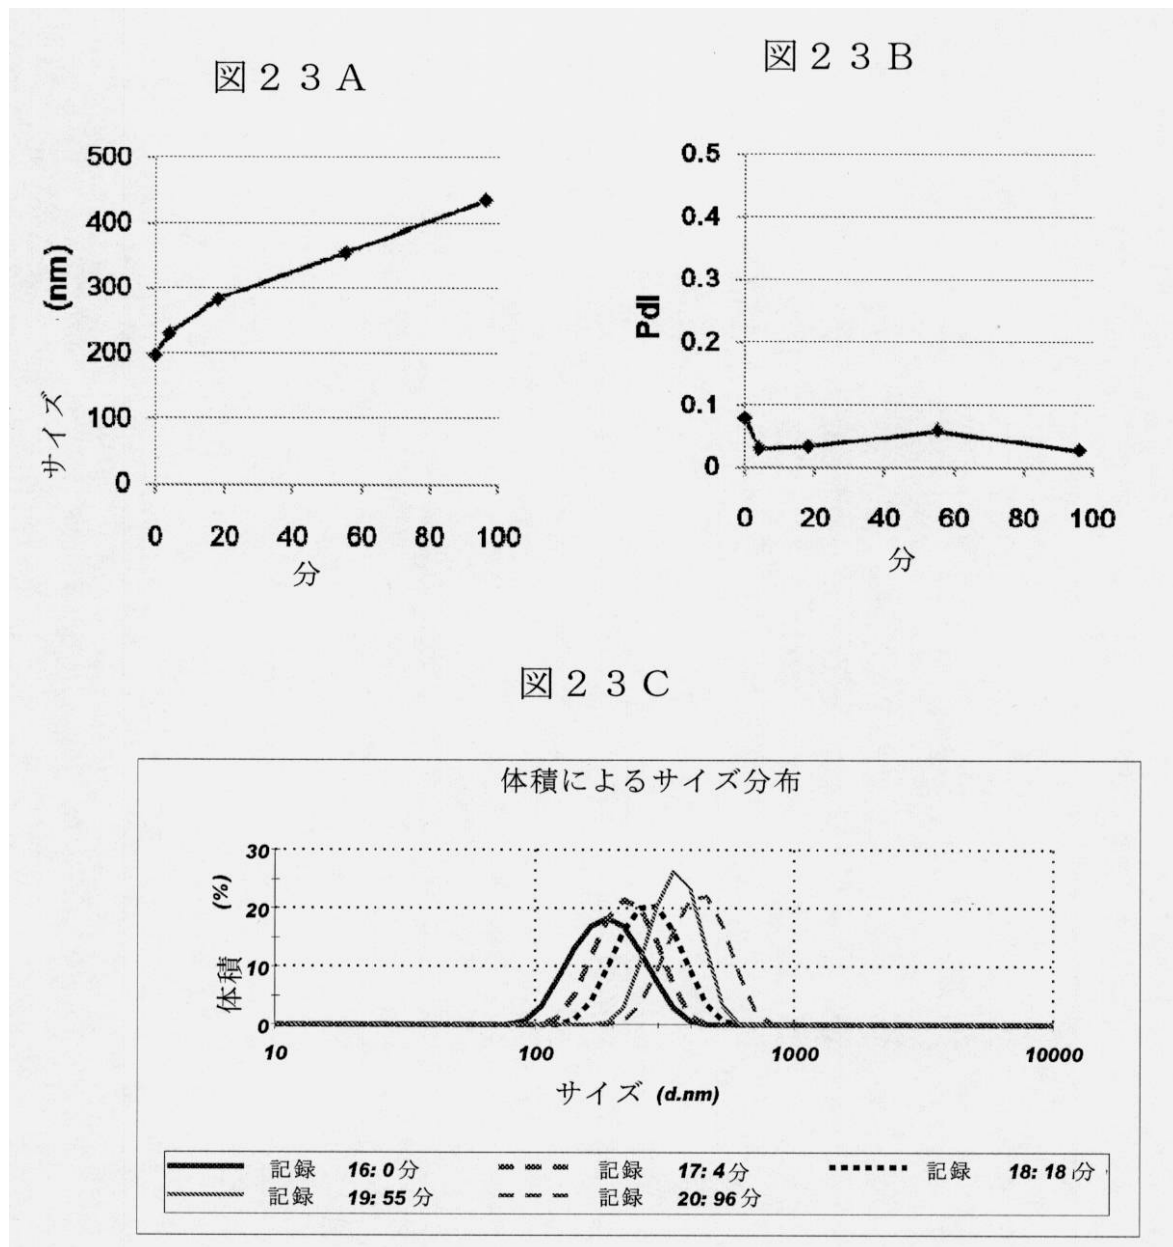 図２３A
500
400
300
200
100
0
サイズ (nm)
0 20 40 60 80 100
分
図２３B
0.5
0.4
0.3
0.2
0.1
0
PdI
0 20 40 60 80 100
分
図２３C
体積によるサイズ分布
30
20
10
0
体積 (%)
10 100 1000 10000
サイズ (d.nm)
記録 16: 0分 記録 17: 4分 記録 18: 18分
記録 19: 55分 記録 20: 96分